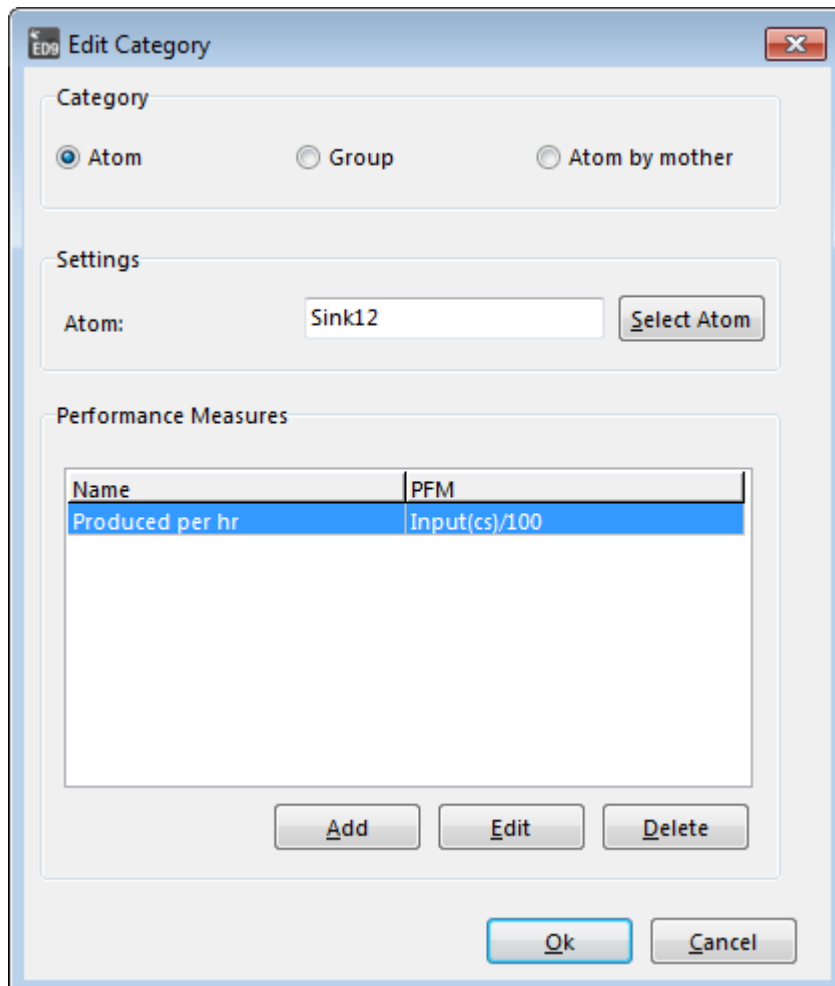 ED9 Edit Category
Category
Atom Group Atom by mother
Settings
Atom: Sink12 Select Atom
Performance Measures
Name PFM
Produced per hr Input(cs)/100
Add Edit Delete
Ok Cancel